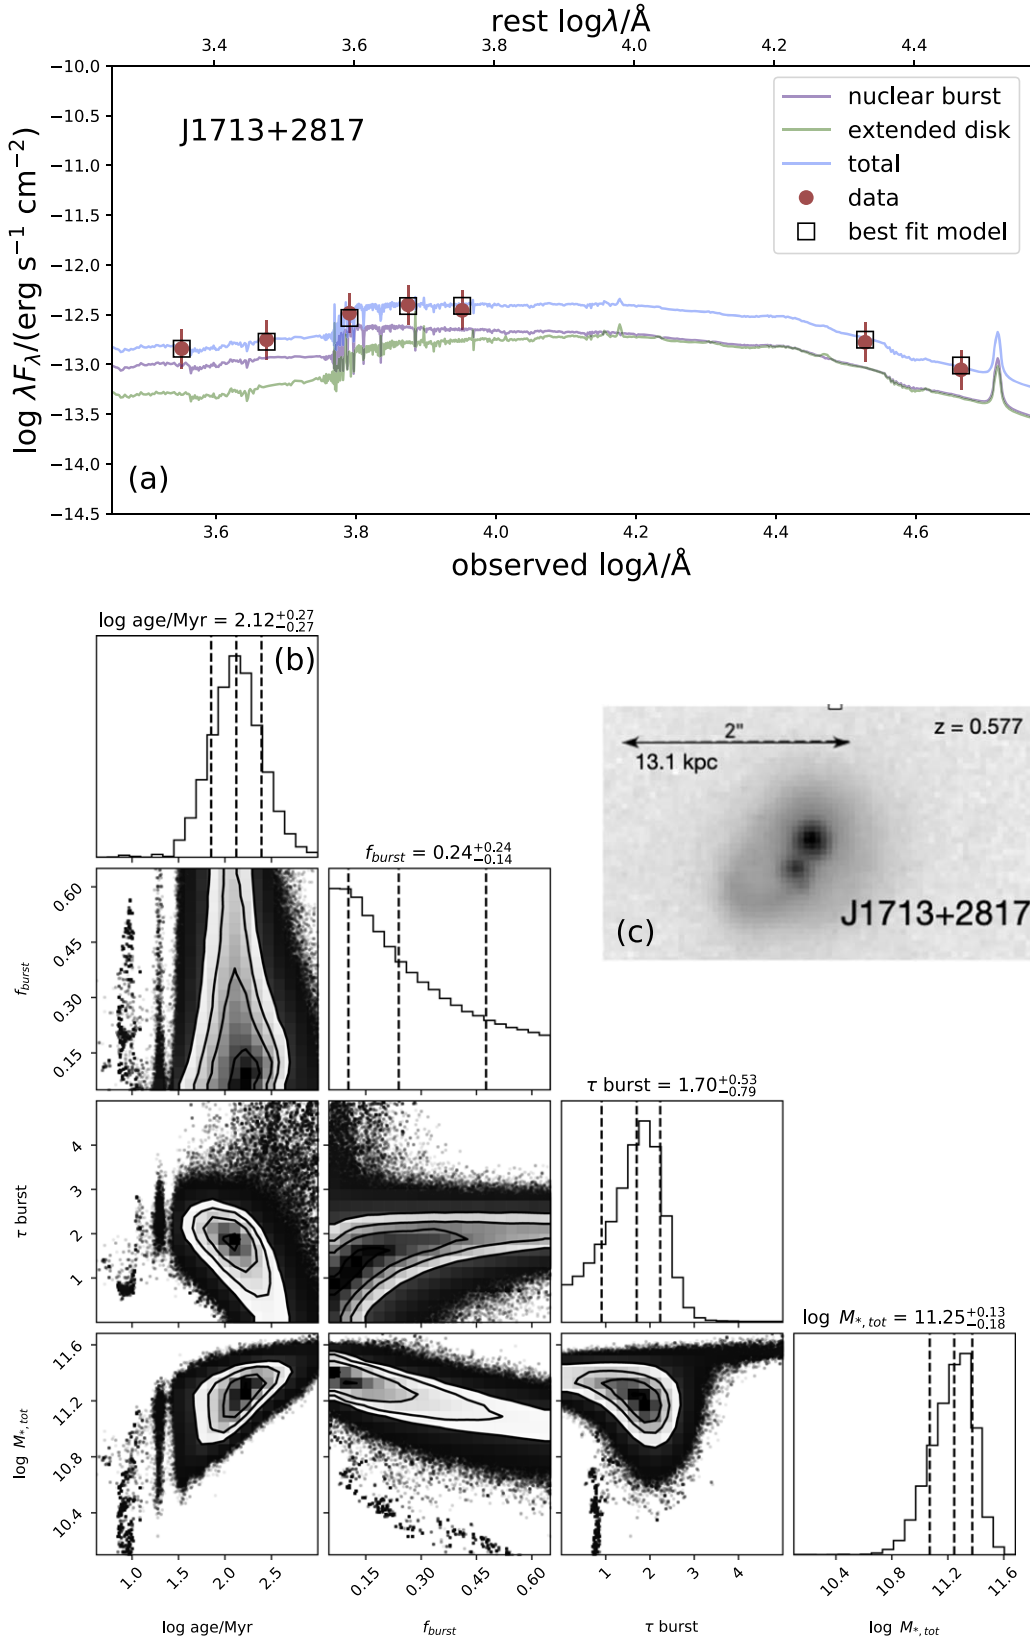 rest logλ/Å
3.4 3.6 3.8 4.0 4.2 4.4
−10.0
−10.5
−11.0
−11.5
−12.0
−12.5
−13.0
−13.5
−14.0
−14.5
log λFλ/(erg s⁻¹ cm⁻²)
J1713+2817
nuclear burst
extended disk
total
data
best fit model
(a)
3.6 3.8 4.0 4.2 4.4 4.6
observed logλ/Å
log age/Myr = 2.12+0.27−0.27
(b)
2"
z = 0.577
13.1 kpc
J1713+2817
(c)
f_burst = 0.24+0.24−0.14
0.60
0.45
0.30
0.15
f_burst
τ burst = 1.70+0.53−0.79
4
3
2
1
τ burst
log M∗,tot = 11.25+0.13−0.18
11.6
11.2
10.8
10.4
log M∗,tot
1.0 1.5 2.0 2.5
0.15 0.30 0.45 0.60
1 2 3 4
10.4 10.8 11.2 11.6
log age/Myr
f_burst
τ burst
log M∗,tot